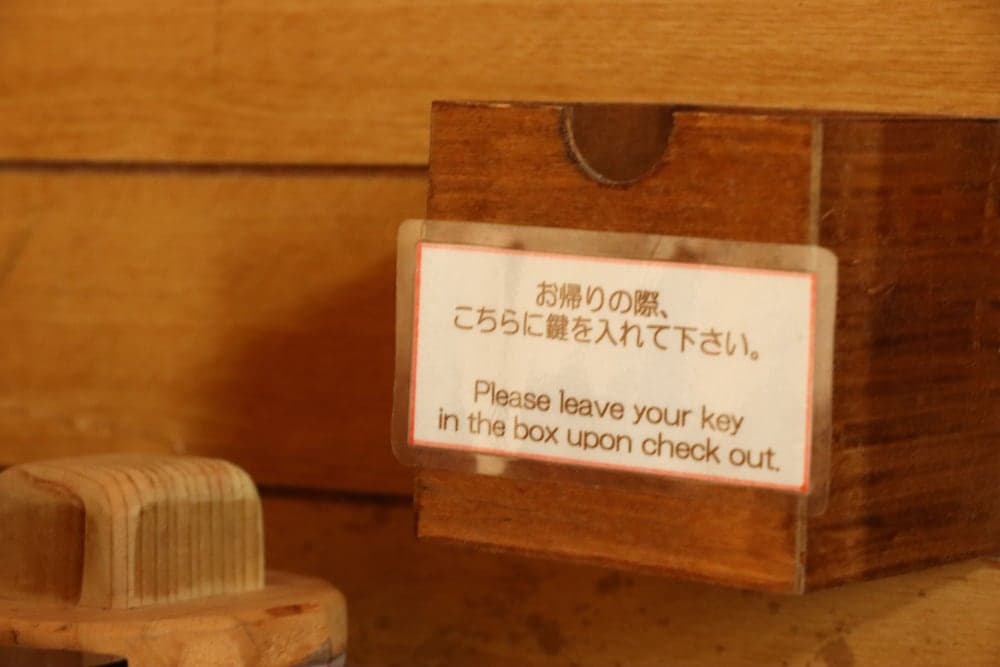 お帰りの際、
こちらに鍵を入れて下さい。
Please leave your key
in the box upon check out.